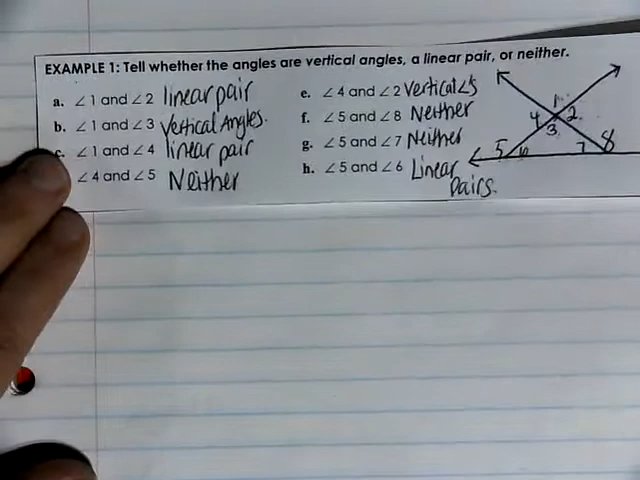 EXAMPLE 1: Tell whether the angles are vertical angles, a linear pair, or neither.
a. ∠1 and ∠2 linear pair
b. ∠1 and ∠3 Vertical Angles.
c. ∠1 and ∠4 linear pair
∠4 and ∠5 Neither
e. ∠4 and ∠2 Vertical ∠'s
f. ∠5 and ∠8 Neither
g. ∠5 and ∠7 Neither
h. ∠5 and ∠6 Linear
pairs.
1
4 2
3
5 6 7 8